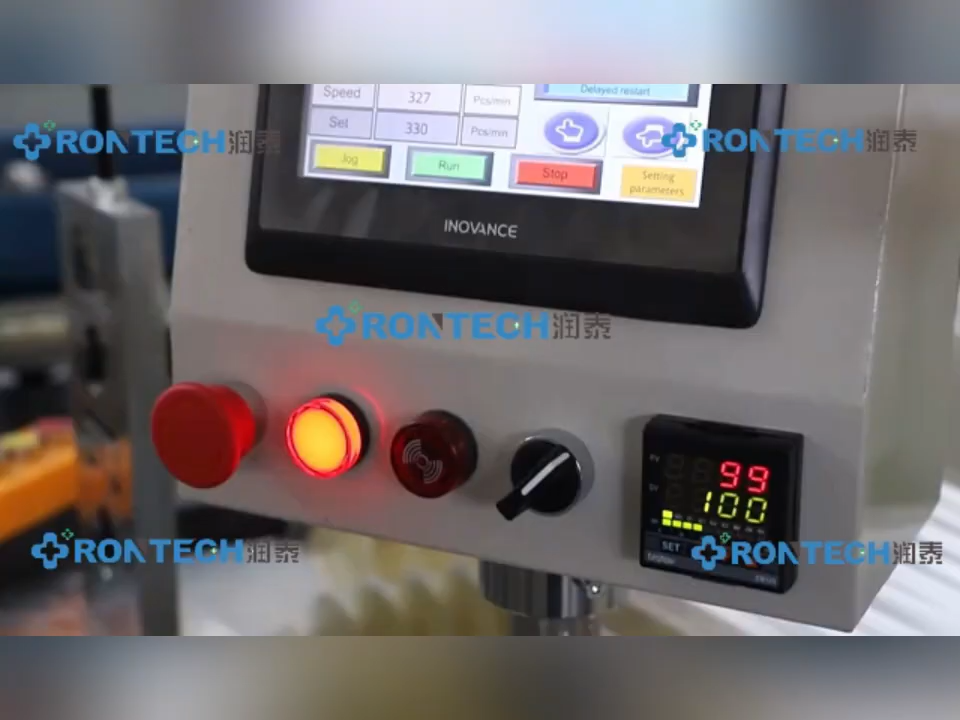 Speed 327 Pcs/min
Delayed restart
Sel 330 Pcs/min
Jog Run Stop Setting
parameters
INOVANCE
RONTECH润泰
RONTECH润泰
RONTECH润泰
99
100
SET
RONTECH润泰
RONTECH润泰